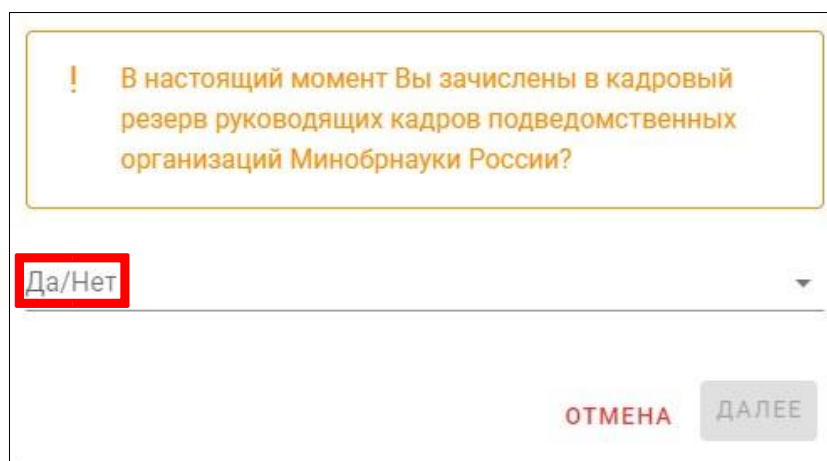 ! В настоящий момент Вы зачислены в кадровый
резерв руководящих кадров подведомственных
организаций Минобрнауки России?
Да/Нет
ОТМЕНА ДАЛЕЕ